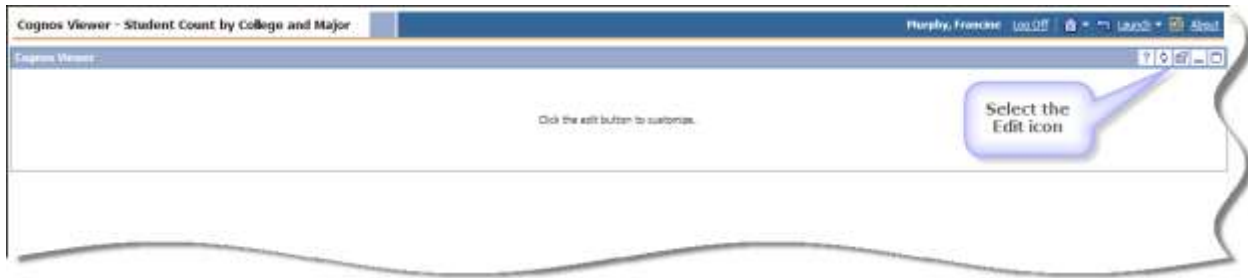 Cognos Viewer - Student Count by College and Major
Murphy, Francine Log Off Launch About
Cognos Viewer
?
Click the edit button to customize.
Select the
Edit icon